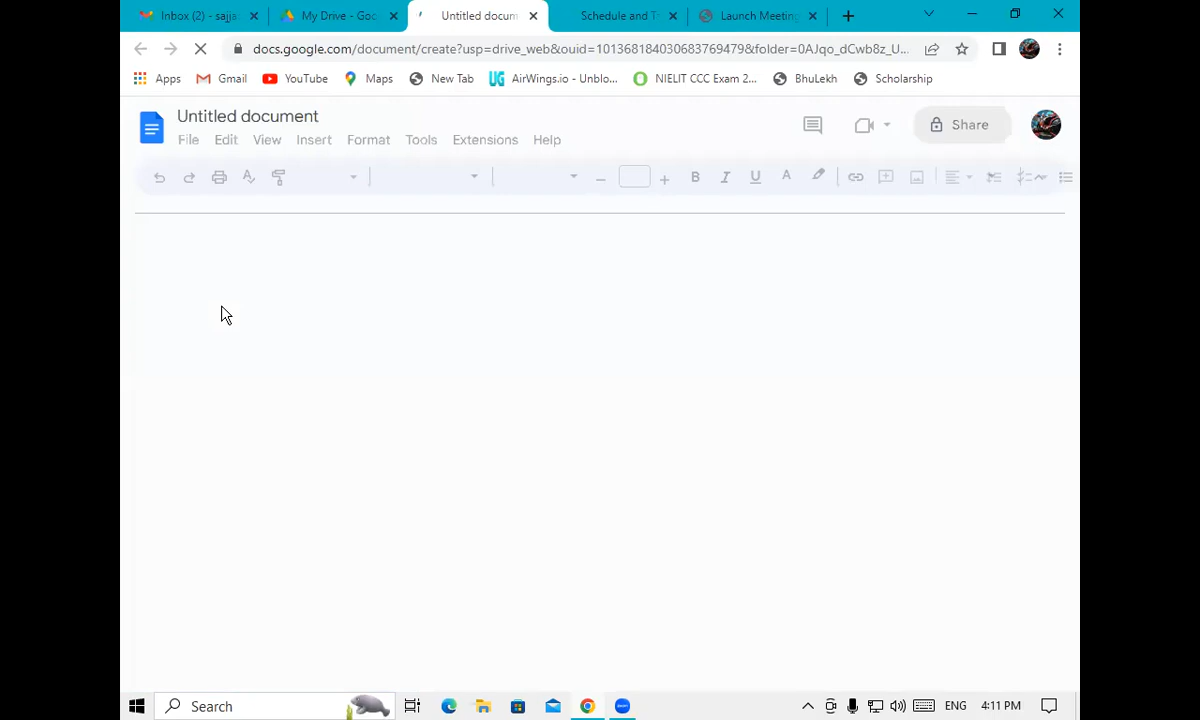 Inbox (2) - sajja
My Drive - Goo
Untitled docum
Schedule and T
Launch Meeting
docs.google.com/document/create?usp=drive_web&ouid=101368184030683769479&folder=0AJqo_dCwb8z_U...
Apps
Gmail
YouTube
Maps
New Tab
UG AirWings.io - Unblo...
NIELIT CCC Exam 2...
BhuLekh
Scholarship
Untitled document
Share
File Edit View Insert Format Tools Extensions Help
B I U A
Search
ENG
4:11 PM